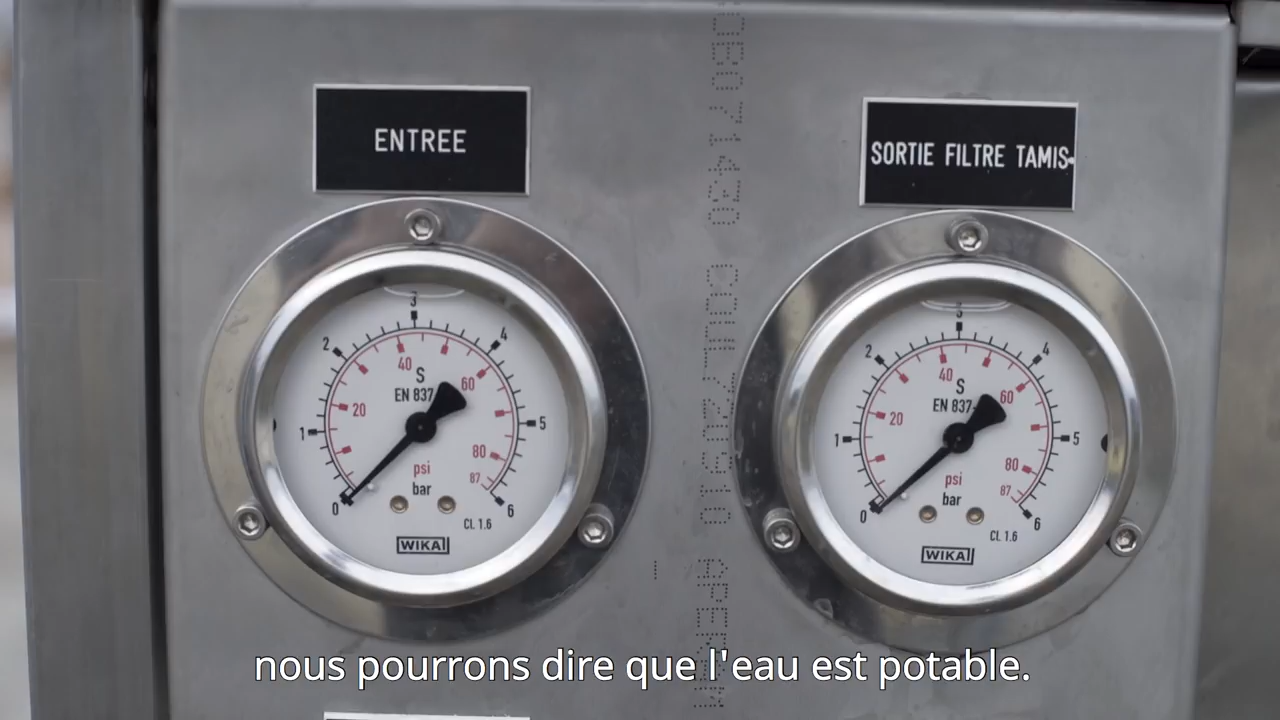 ENTREE
SORTIE FILTRE TAMIS
0 1 2 3 4 5 6
20 40 60 80 87
S
EN 837
psi
bar
CL 1.6
WIKA
0 1 2 3 4 5 6
20 40 60 80 87
S
EN 837-
psi
bar
CL 1.6
WIKA
nous pourrons dire que l'eau est potable.